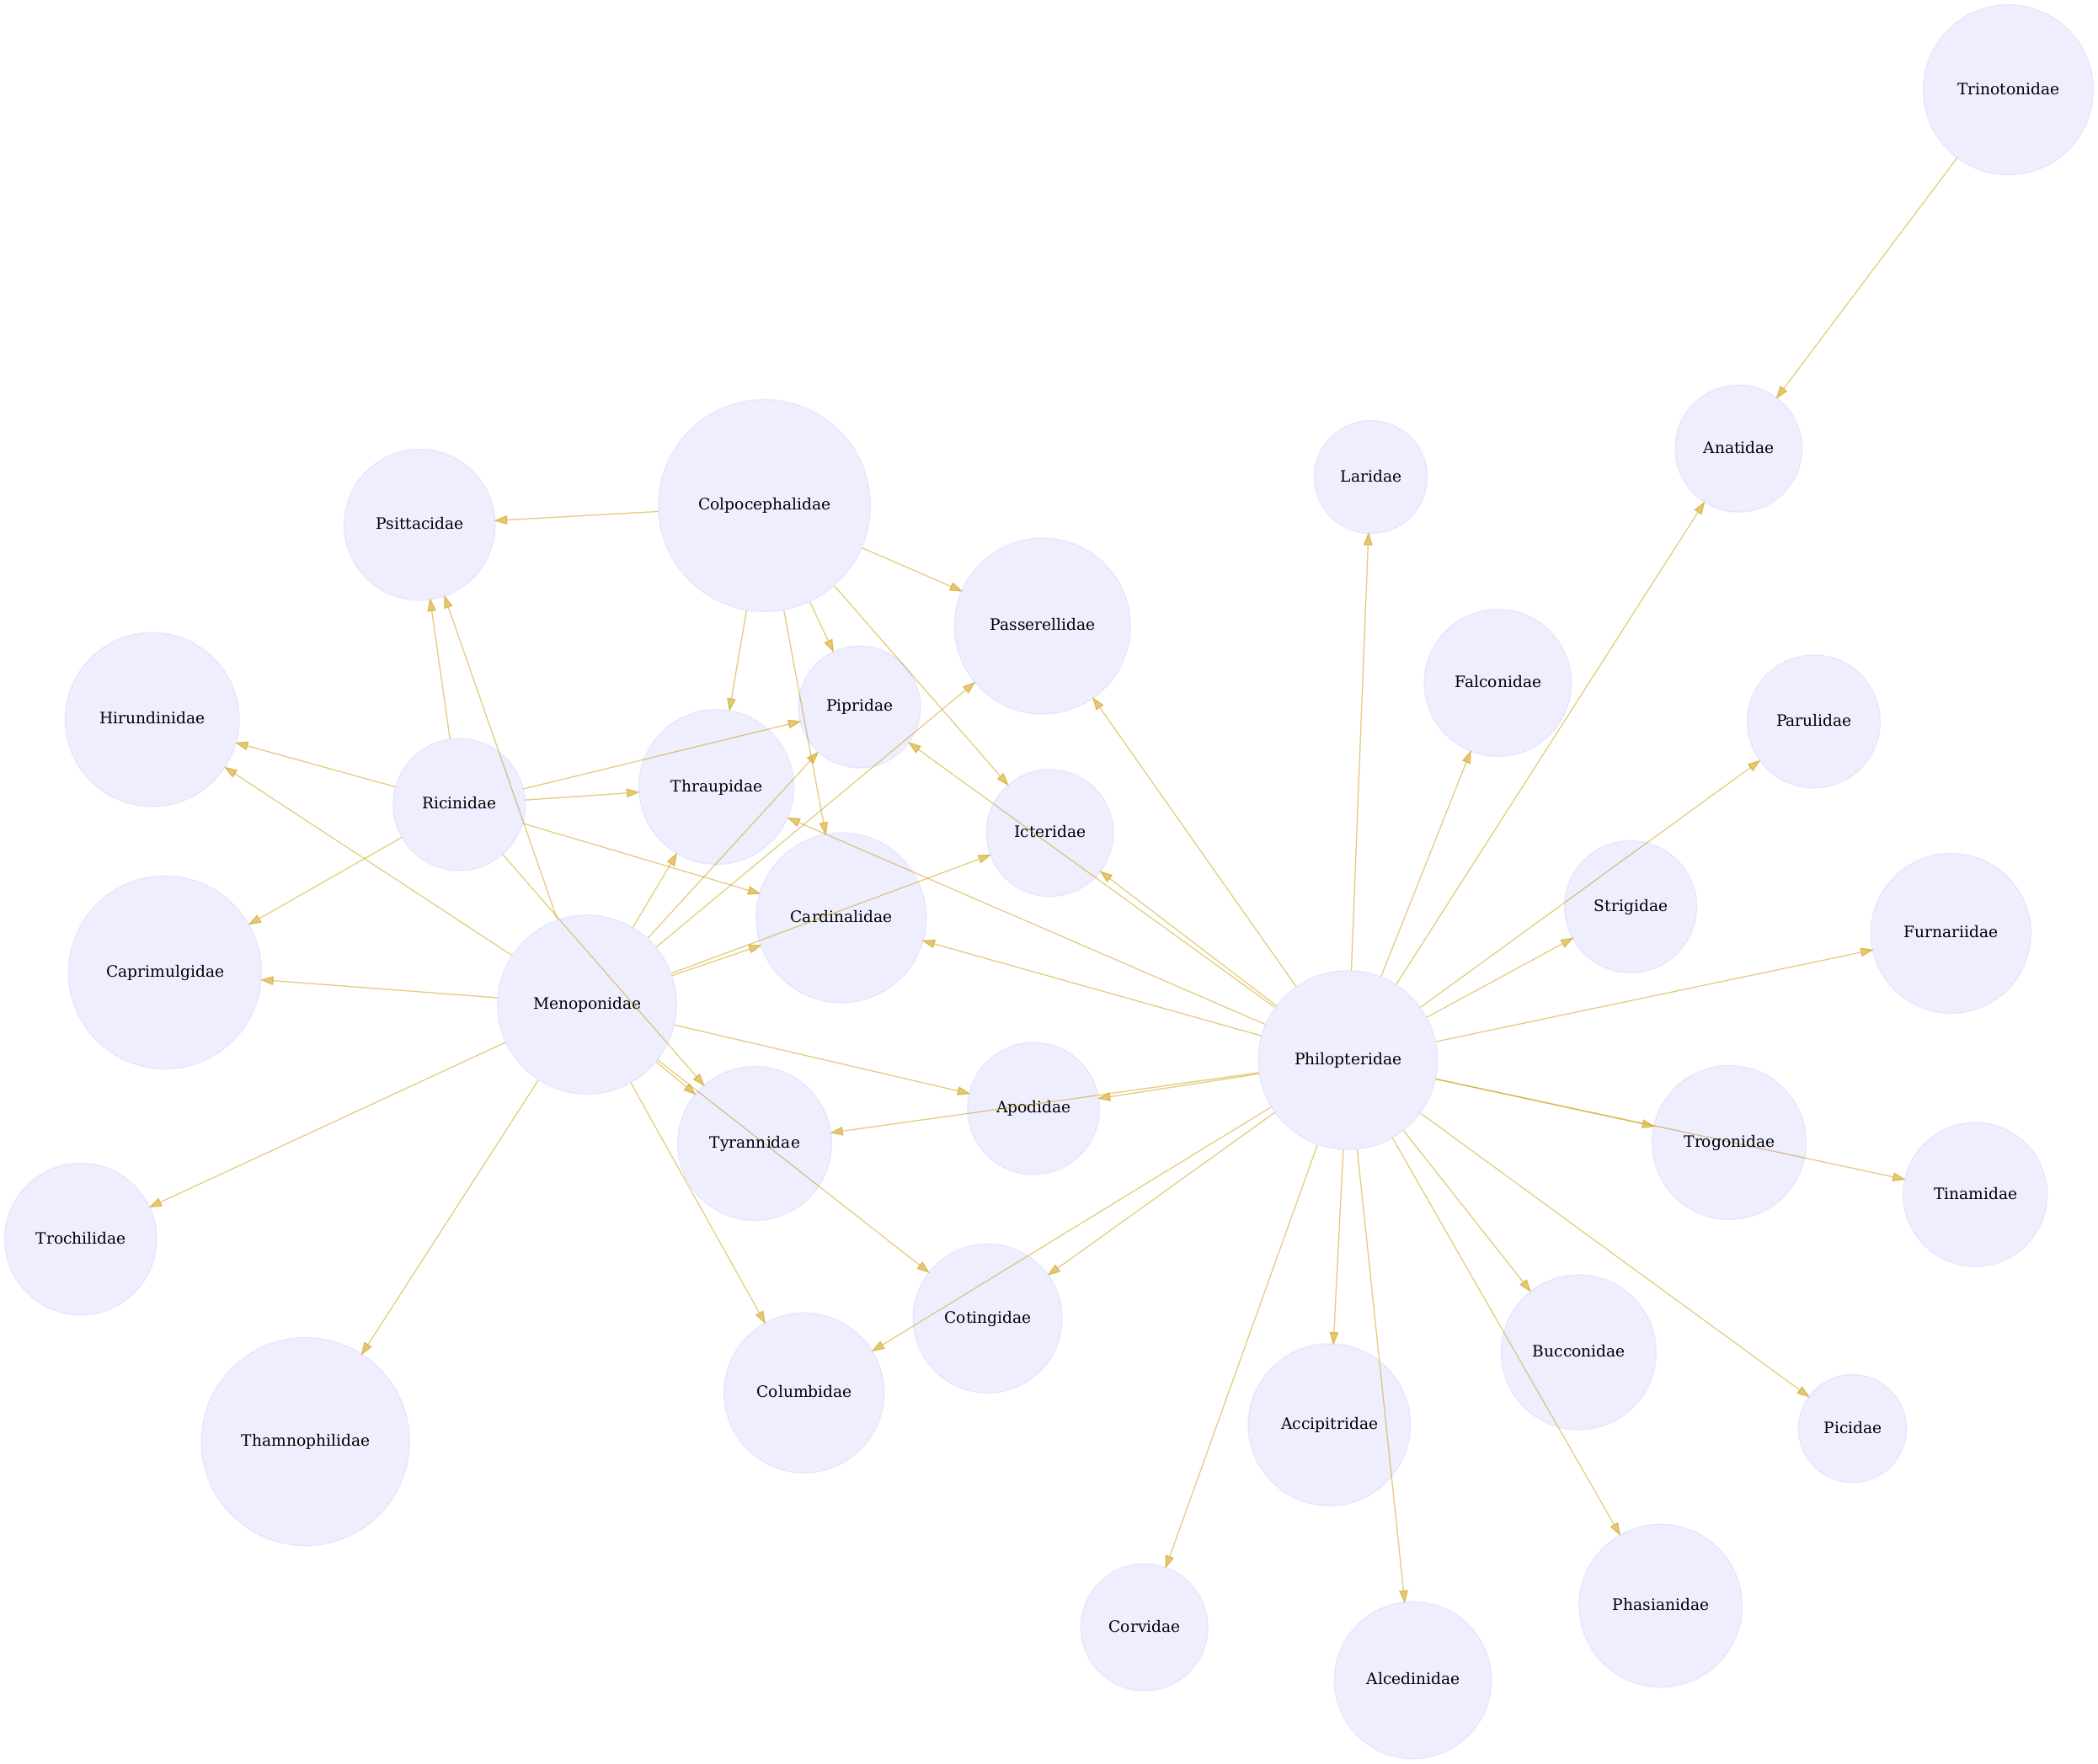 Trinotonidae
Anatidae
Laridae
Colpocephalidae
Psittacidae
Passerellidae
Falconidae
Pipridae
Hirundinidae
Parulidae
Thraupidae
Ricinidae
Icteridae
Strigidae
Cardinalidae
Furnariidae
Caprimulgidae
Menoponidae
Philopteridae
Apodidae
Tyrannidae
Trogonidae
Tinamidae
Trochilidae
Cotingidae
Bucconidae
Columbidae
Accipitridae
Picidae
Thamnophilidae
Phasianidae
Corvidae
Alcedinidae